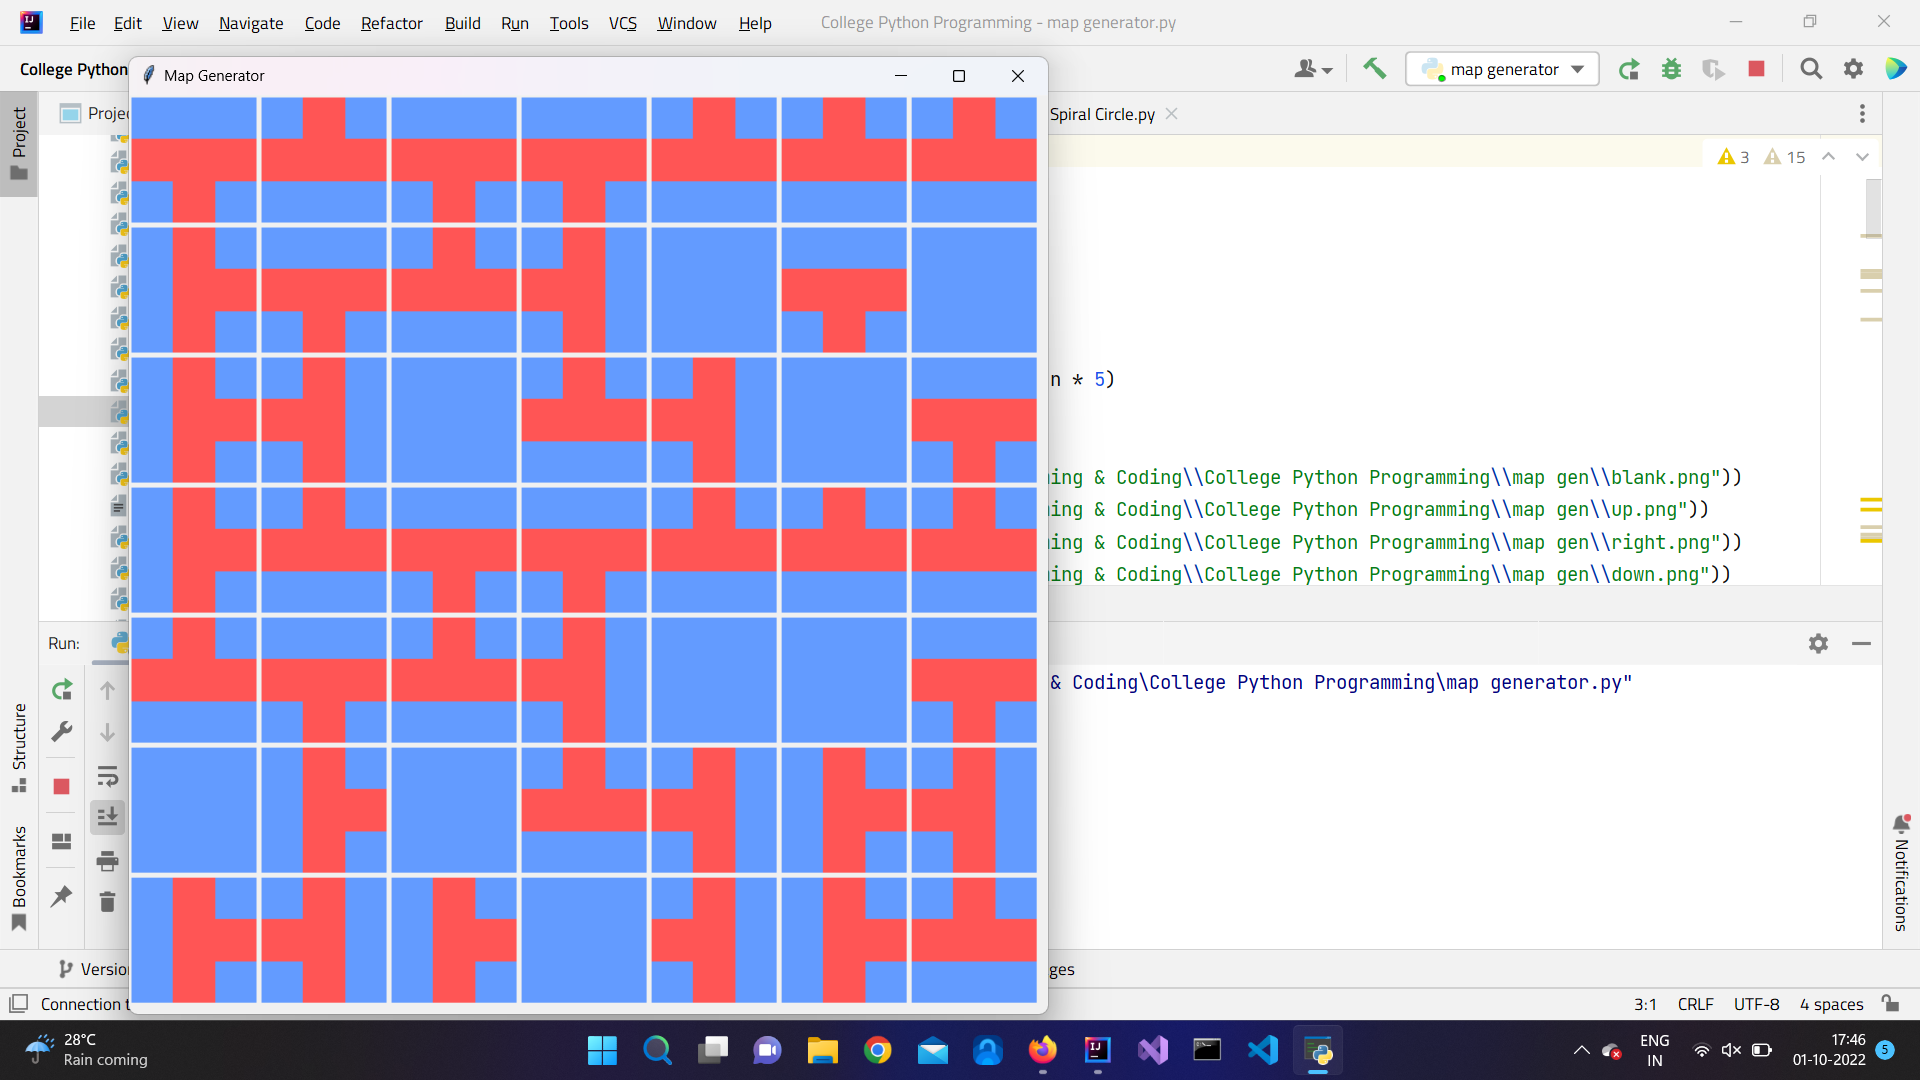 File Edit View Navigate Code Refactor Build Run Tools VCS Window Help College Python Programming - map generator.py
College Python
map generator
Map Generator
Project
Projec
Spiral Circle.py
3 15
n * 5)
ing & Coding\\College Python Programming\\map gen\\blank.png"))
ing & Coding\\College Python Programming\\map gen\\up.png"))
ing & Coding\\College Python Programming\\map gen\\right.png"))
ing & Coding\\College Python Programming\\map gen\\down.png"))
Run:
& Coding\College Python Programming\map generator.py"
Structure
Bookmarks
Notifications
Version
ges
Connection t
3:1 CRLF UTF-8 4 spaces
28°C
Rain coming
ENG
IN
17:46
01-10-2022
5